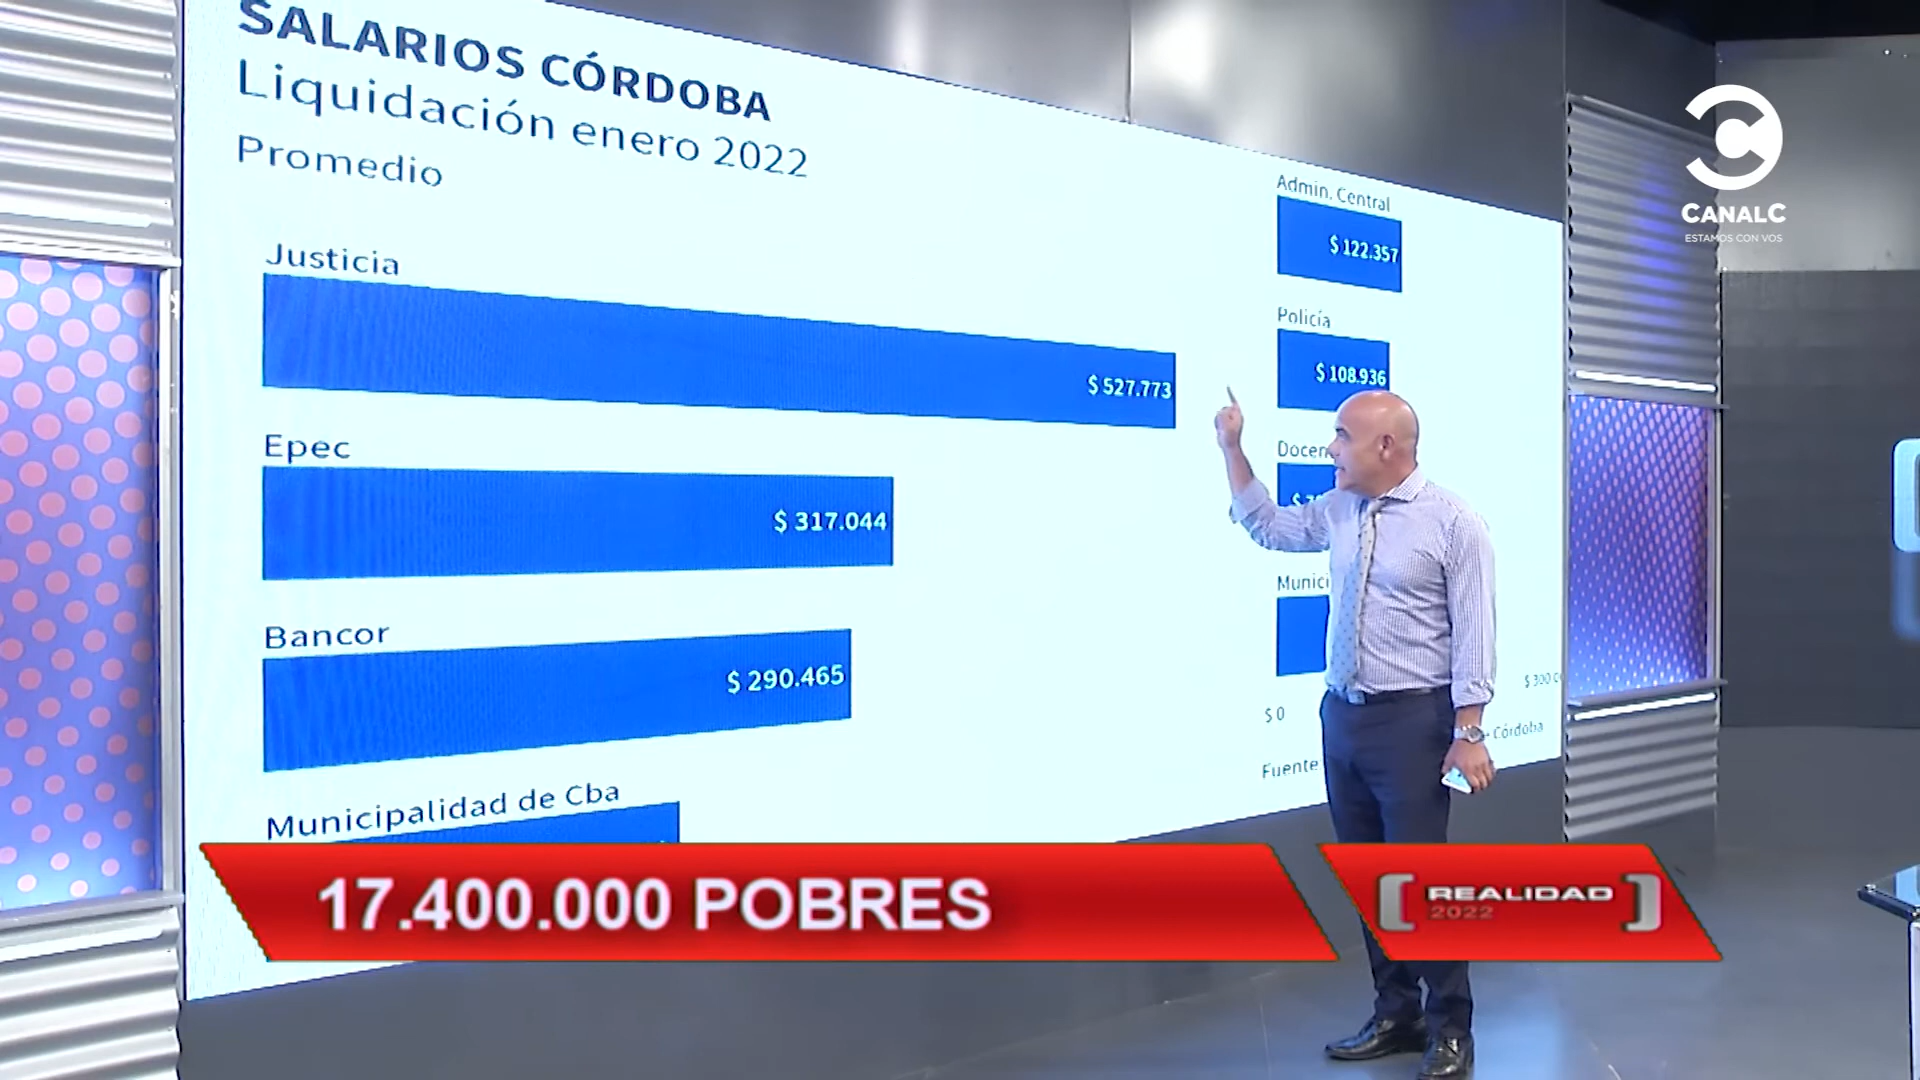 SALARIOS CÓRDOBA
Liquidación enero 2022
Promedio
Justicia
$ 527.773
Epec
$ 317.044
Bancor
$ 290.465
Municipalidad de Cba
Admin. Central
$ 122.357
Policía
$ 108.936
$ 0
Córdoba
Fuente
CANALC
ESTAMOS CON VOS
17.400.000 POBRES
REALIDAD
2022